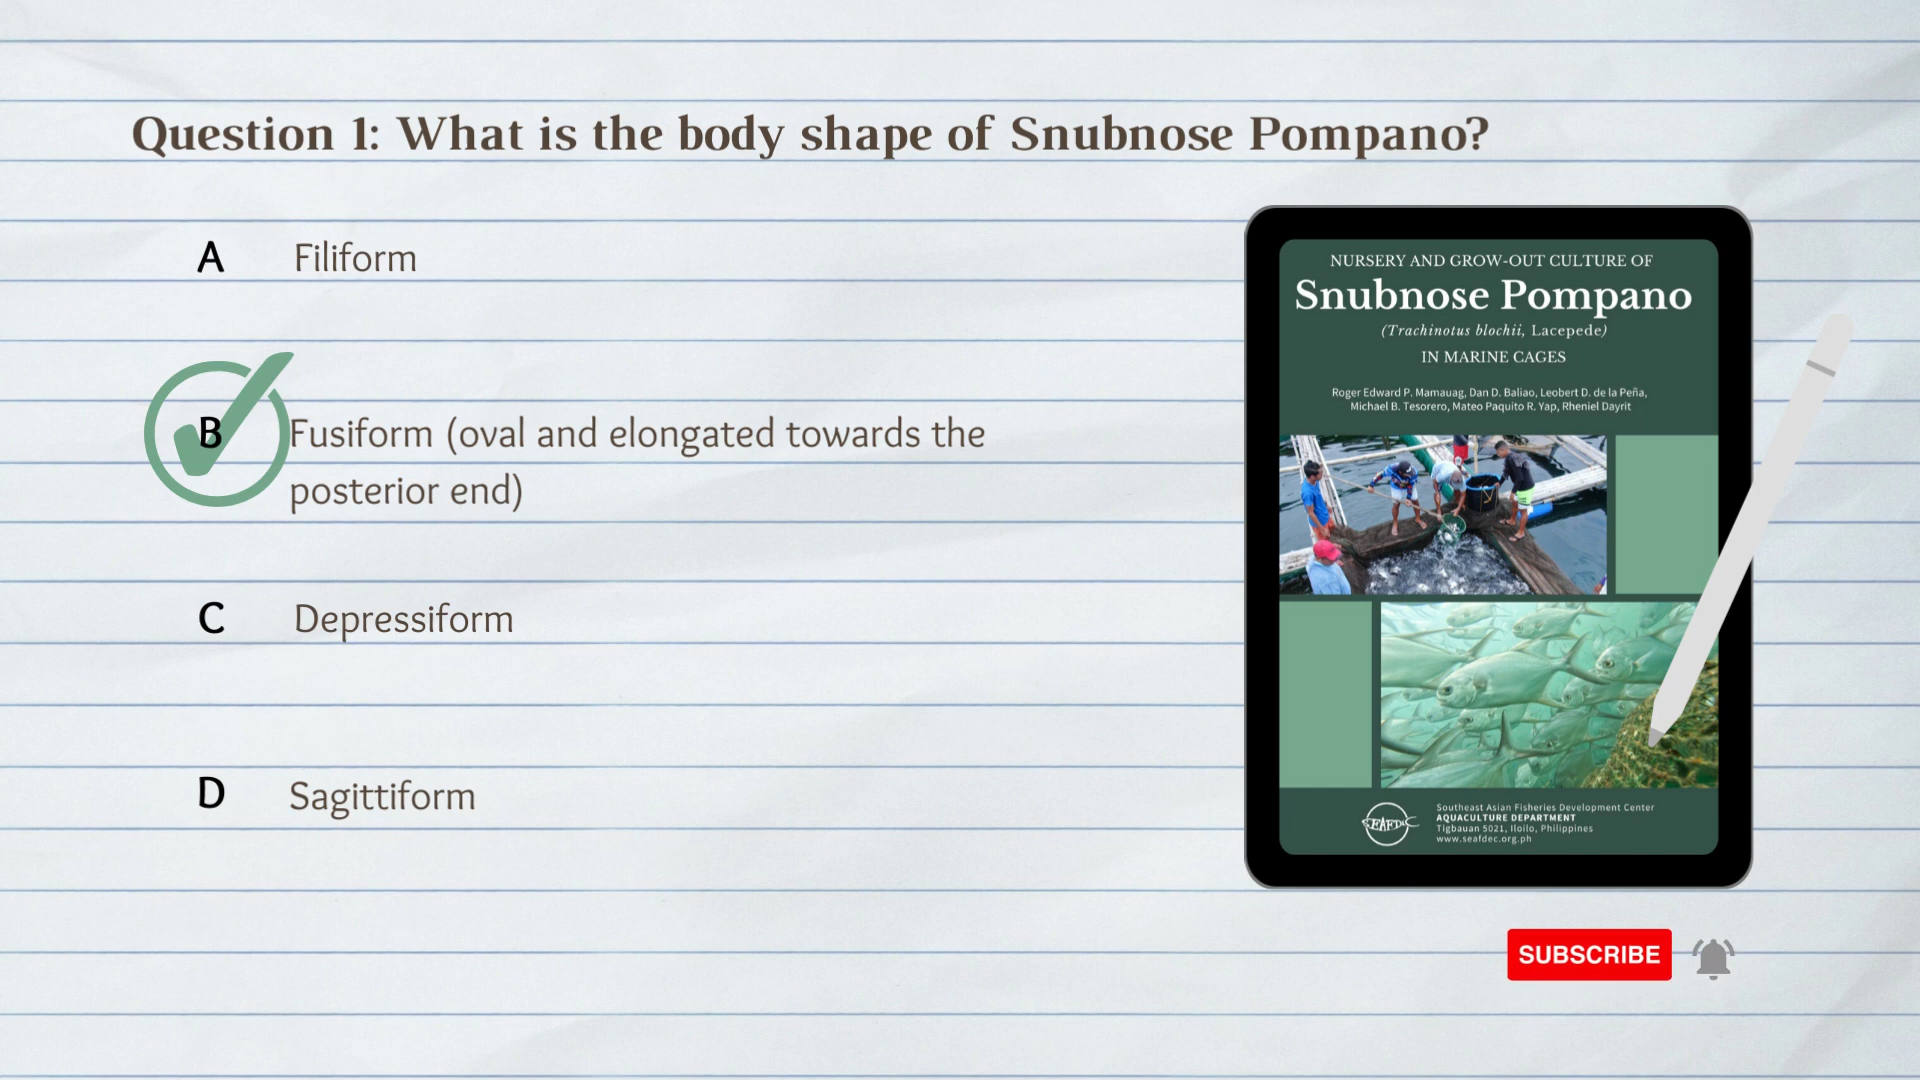 Question 1: What is the body shape of Snubnose Pompano?
A Filiform
B Fusiform (oval and elongated towards the
posterior end)
C Depressiform
D Sagittiform
NURSERY AND GROW-OUT CULTURE OF
Snubnose Pompano
(Trachinotus blochii, Lacepede)
IN MARINE CAGES
Roger Edward P. Mamauag, Dan D. Baliao, Leobert D. de la Peña,
Michael B. Tesorero, Mateo Paquito R. Yap, Rheniel Dayrit
SEAFDEC
Southeast Asian Fisheries Development Center
AQUACULTURE DEPARTMENT
Tigbauan 5021, Iloilo, Philippines
www.seafdec.org.ph
SUBSCRIBE